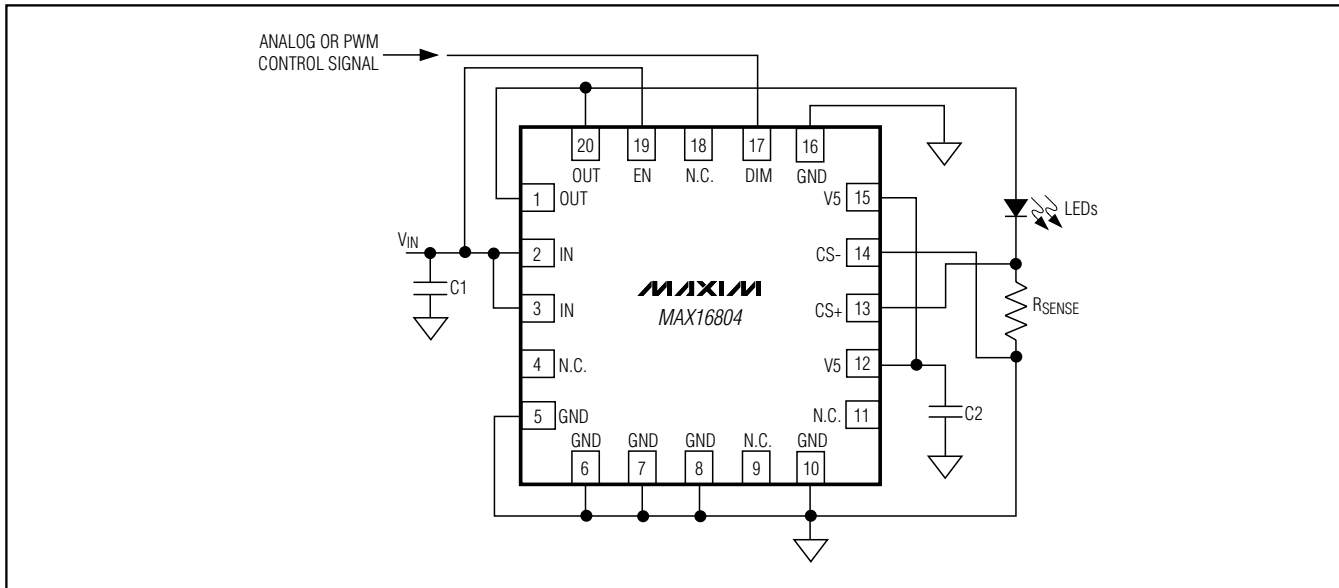 ANALOG OR PWM
CONTROL SIGNAL
20 19 18 17 16
OUT EN N.C. DIM GND
1 OUT
V5 15
LEDs
VIN
2 IN
CS- 14
C1
MAXIM
3 IN
CS+ 13
RSENSE
MAX16804
4 N.C.
V5 12
N.C. 11
C2
5 GND
GND GND GND N.C. GND
6 7 8 9 10